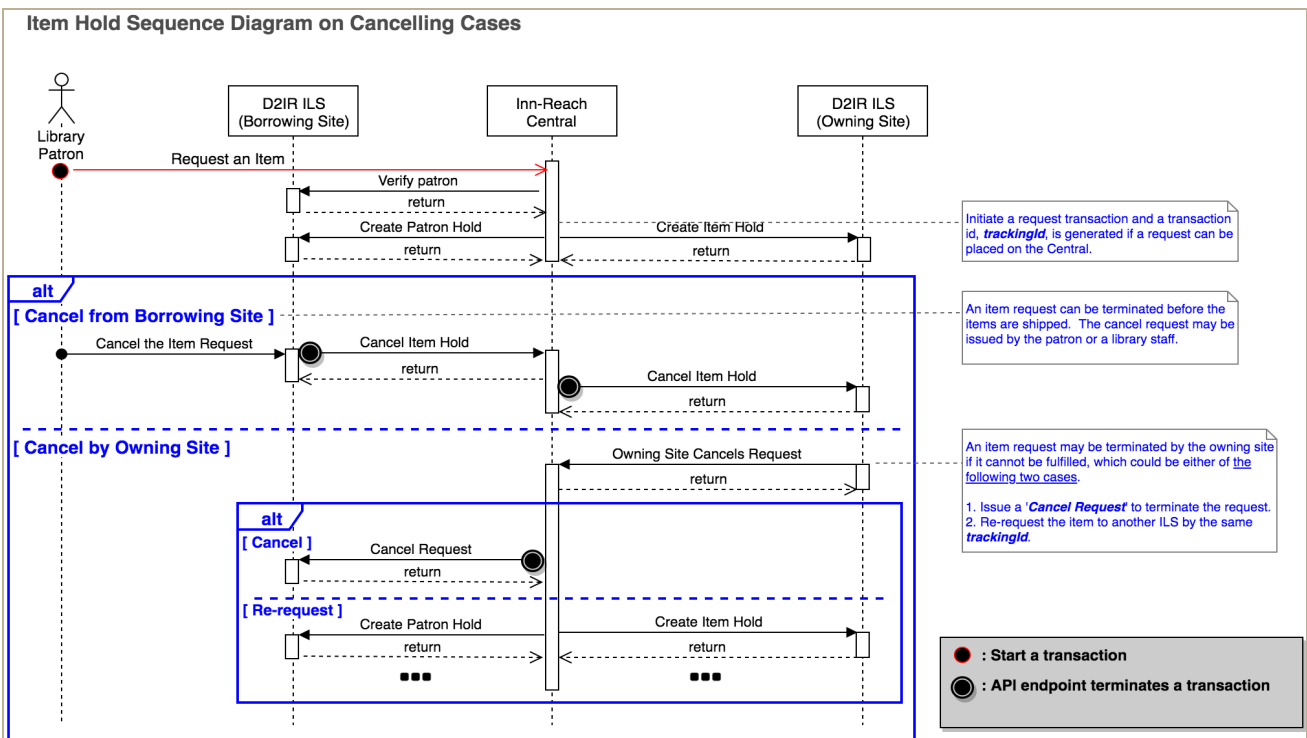 Item Hold Sequence Diagram on Cancelling Cases
D2IR ILS
(Borrowing Site)
Inn-Reach
Central
D2IR ILS
(Owning Site)
Library
Patron
Request an Item
Verify patron
return
Create Patron Hold
Create Item Hold
return
return
Initiate a request transaction and a transaction
id, trackingId, is generated if a request can be
placed on the Central.
alt
[ Cancel from Borrowing Site ]
An item request can be terminated before the
items are shipped.  The cancel request may be
issued by the patron or a library staff.
Cancel the Item Request
Cancel Item Hold
return
Cancel Item Hold
return
[ Cancel by Owning Site ]
Owning Site Cancels Request
return
An item request may be terminated by the owning site
if it cannot be fulfilled, which could be either of the
following two cases.
1. Issue a 'Cancel Request' to terminate the request.
2. Re-request the item to another ILS by the same
trackingId.
alt
[ Cancel ]
Cancel Request
return
[ Re-request ]
Create Patron Hold
Create Item Hold
return
return
: Start a transaction
: API endpoint terminates a transaction